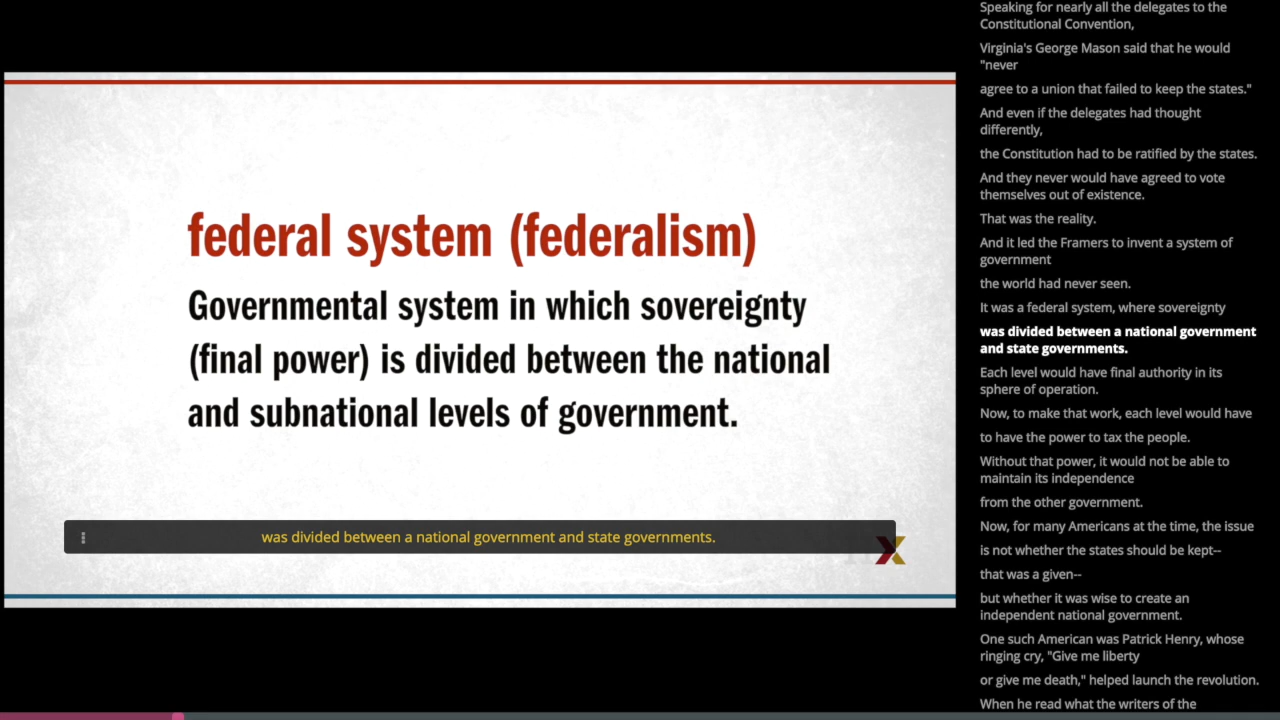 federal system (federalism)
Governmental system in which sovereignty
(final power) is divided between the national
and subnational levels of government.
was divided between a national government and state governments.
Speaking for nearly all the delegates to the
Constitutional Convention,
Virginia's George Mason said that he would
"never
agree to a union that failed to keep the states."
And even if the delegates had thought
differently,
the Constitution had to be ratified by the states.
And they never would have agreed to vote
themselves out of existence.
That was the reality.
And it led the Framers to invent a system of
government
the world had never seen.
It was a federal system, where sovereignty
was divided between a national government
and state governments.
Each level would have final authority in its
sphere of operation.
Now, to make that work, each level would have
to have the power to tax the people.
Without that power, it would not be able to
maintain its independence
from the other government.
Now, for many Americans at the time, the issue
is not whether the states should be kept--
that was a given--
but whether it was wise to create an
independent national government.
One such American was Patrick Henry, whose
ringing cry, "Give me liberty
or give me death," helped launch the revolution.
When he read what the writers of the